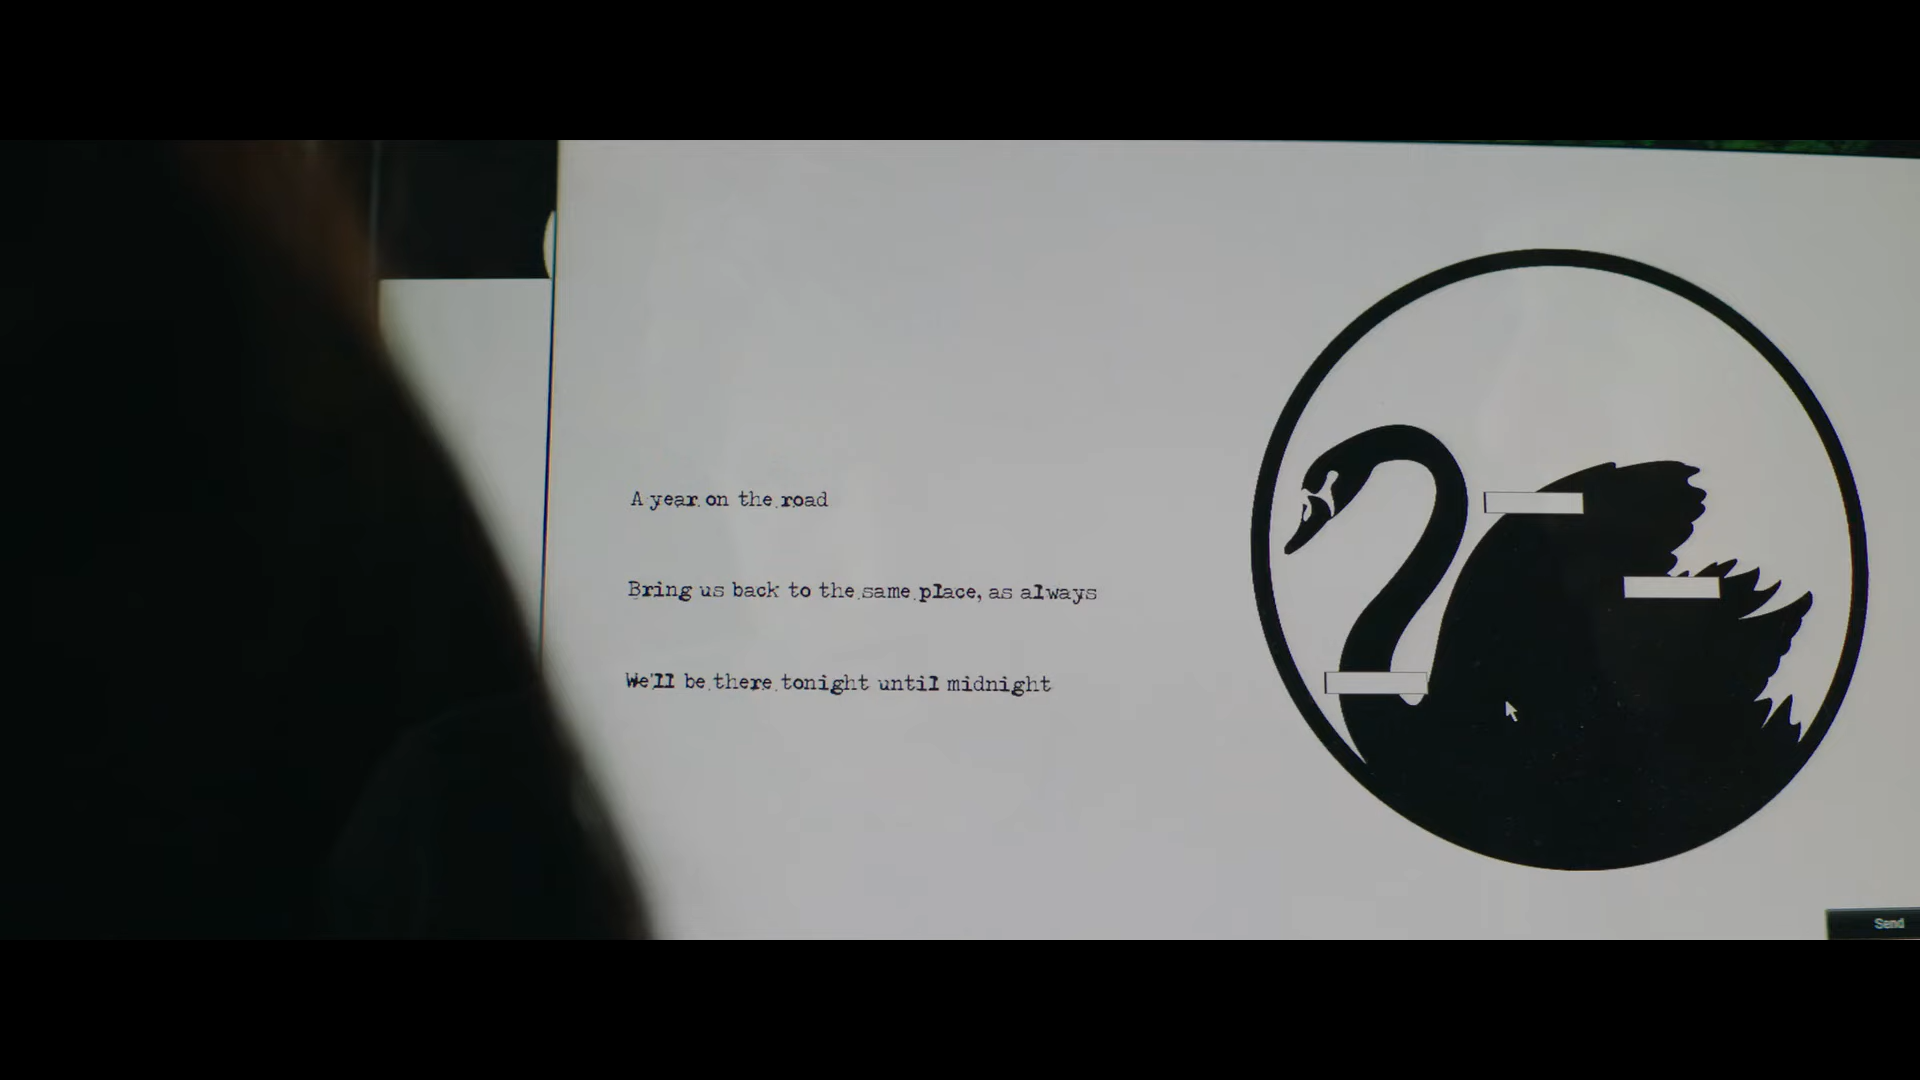 A year on the road
Bring us back to the same place, as always
We'll be there tonight until midnight
Send